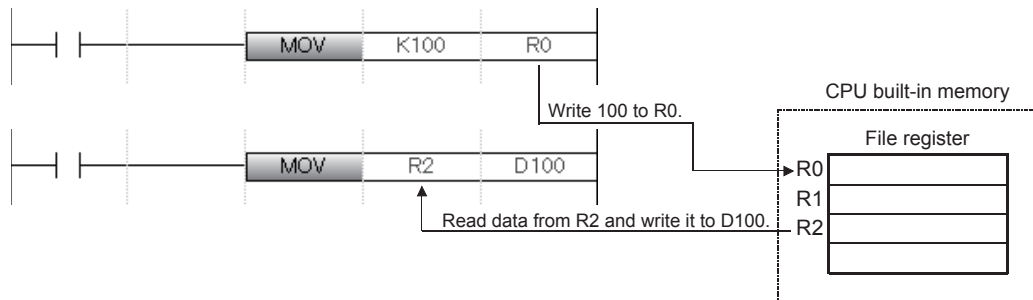 MOV K100 R0
CPU built-in memory
Write 100 to R0.
File register
MOV R2 D100
R0
R1
Read data from R2 and write it to D100.
R2